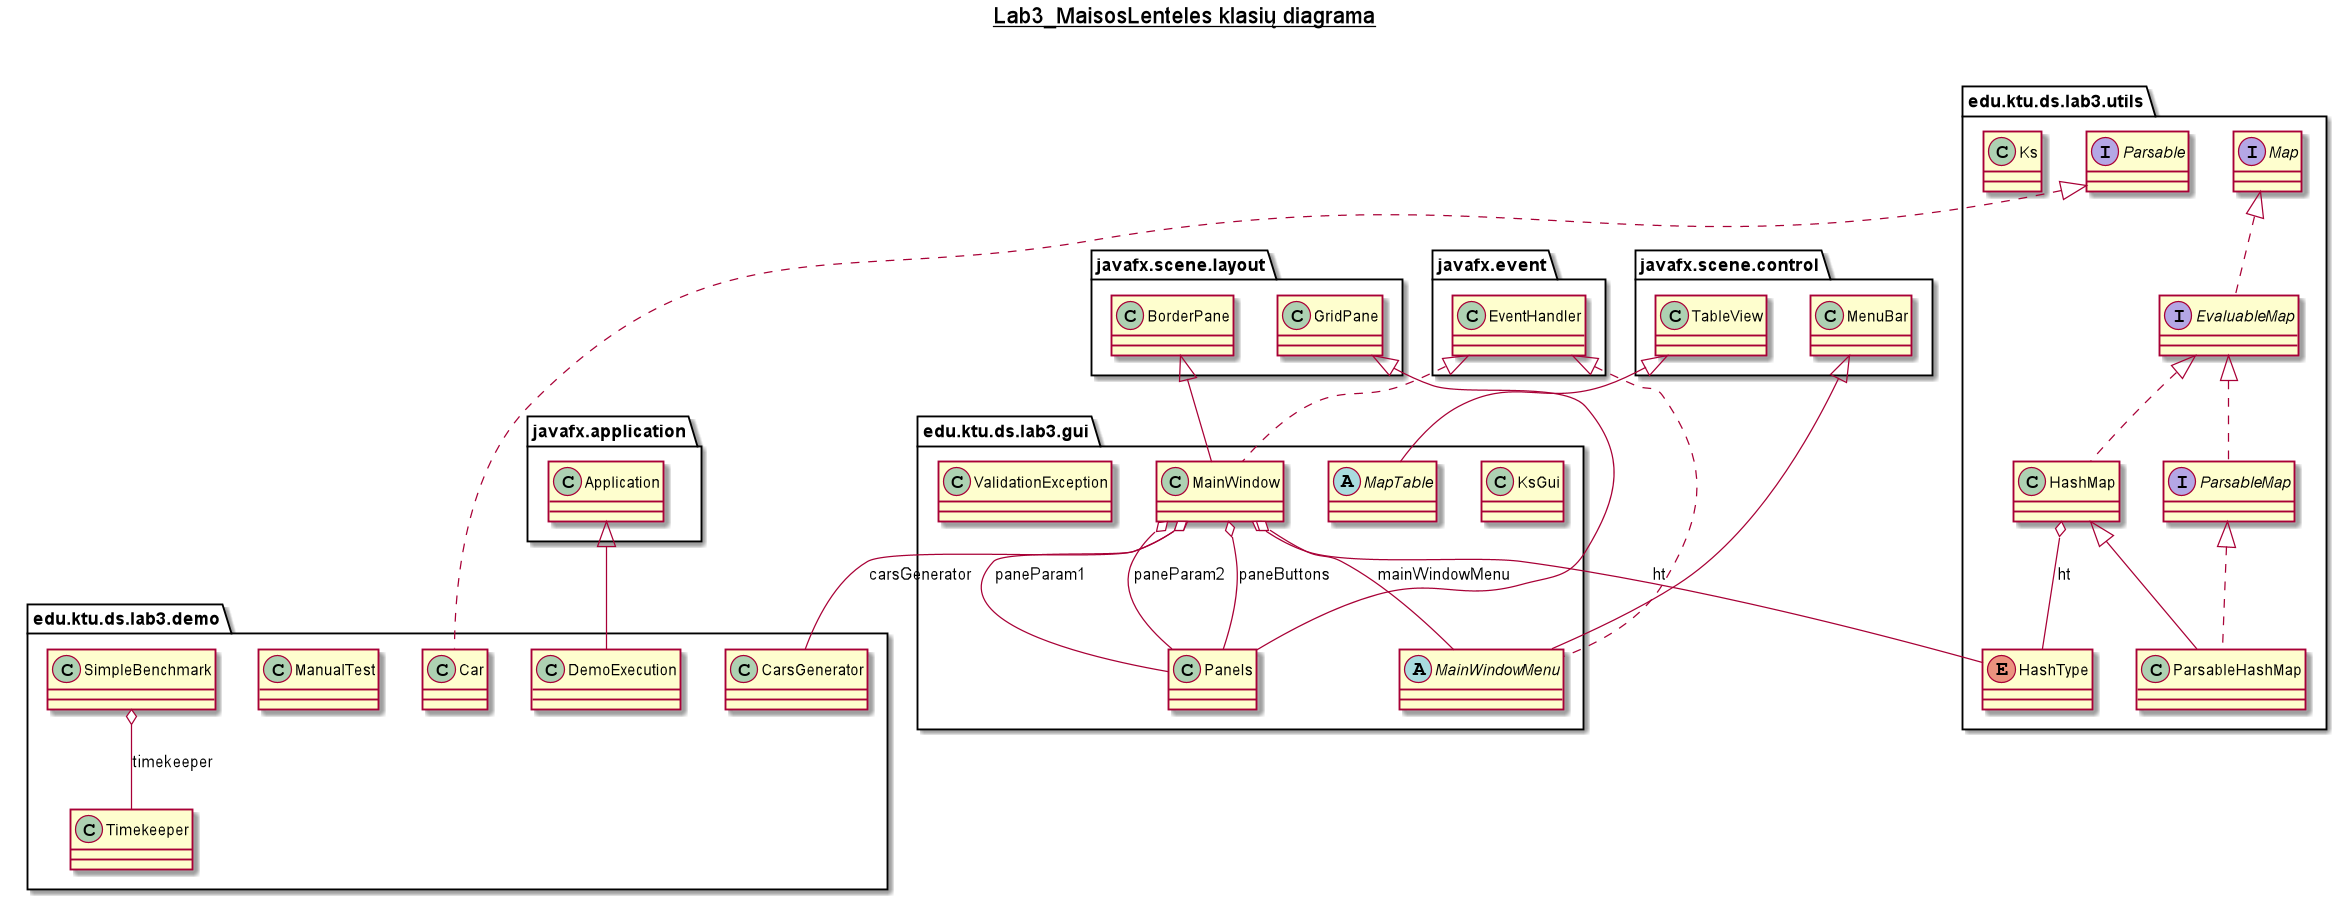 Lab3_MaisosLenteles klasių diagrama
edu.ktu.ds.lab3.utils
C Ks
I Parsable
I Map
javafx.scene.layout
javafx.event
javafx.scene.control
C BorderPane
C GridPane
C EventHandler
C TableView
C MenuBar
I EvaluableMap
javafx.application
edu.ktu.ds.lab3.gui
C Application
C ValidationException
C MainWindow
A MapTable
C KsGui
C HashMap
I ParsableMap
carsGenerator
paneParam1
paneParam2
paneButtons
mainWindowMenu
ht
ht
edu.ktu.ds.lab3.demo
C SimpleBenchmark
C ManualTest
C Car
C DemoExecution
C CarsGenerator
C Panels
A MainWindowMenu
E HashType
C ParsableHashMap
timekeeper
C Timekeeper